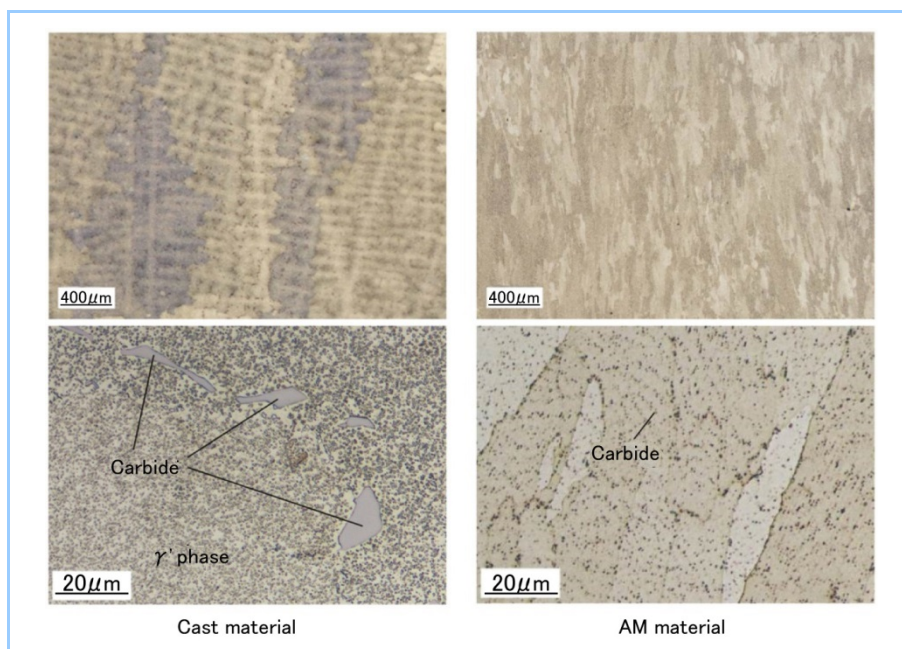 400μm
400μm
Carbide
γ' phase
20μm
Carbide
20μm
Cast material
AM material